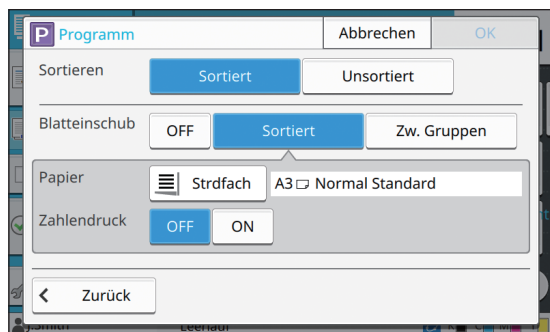 P Programm Abbrechen OK
Sortieren Sortiert Unsortiert
Blatteinschub OFF Sortiert Zw. Gruppen
Papier Strdfach A3 Normal Standard
Zahlendruck OFF ON
Zurück
j.Smith Leerlauf K C M